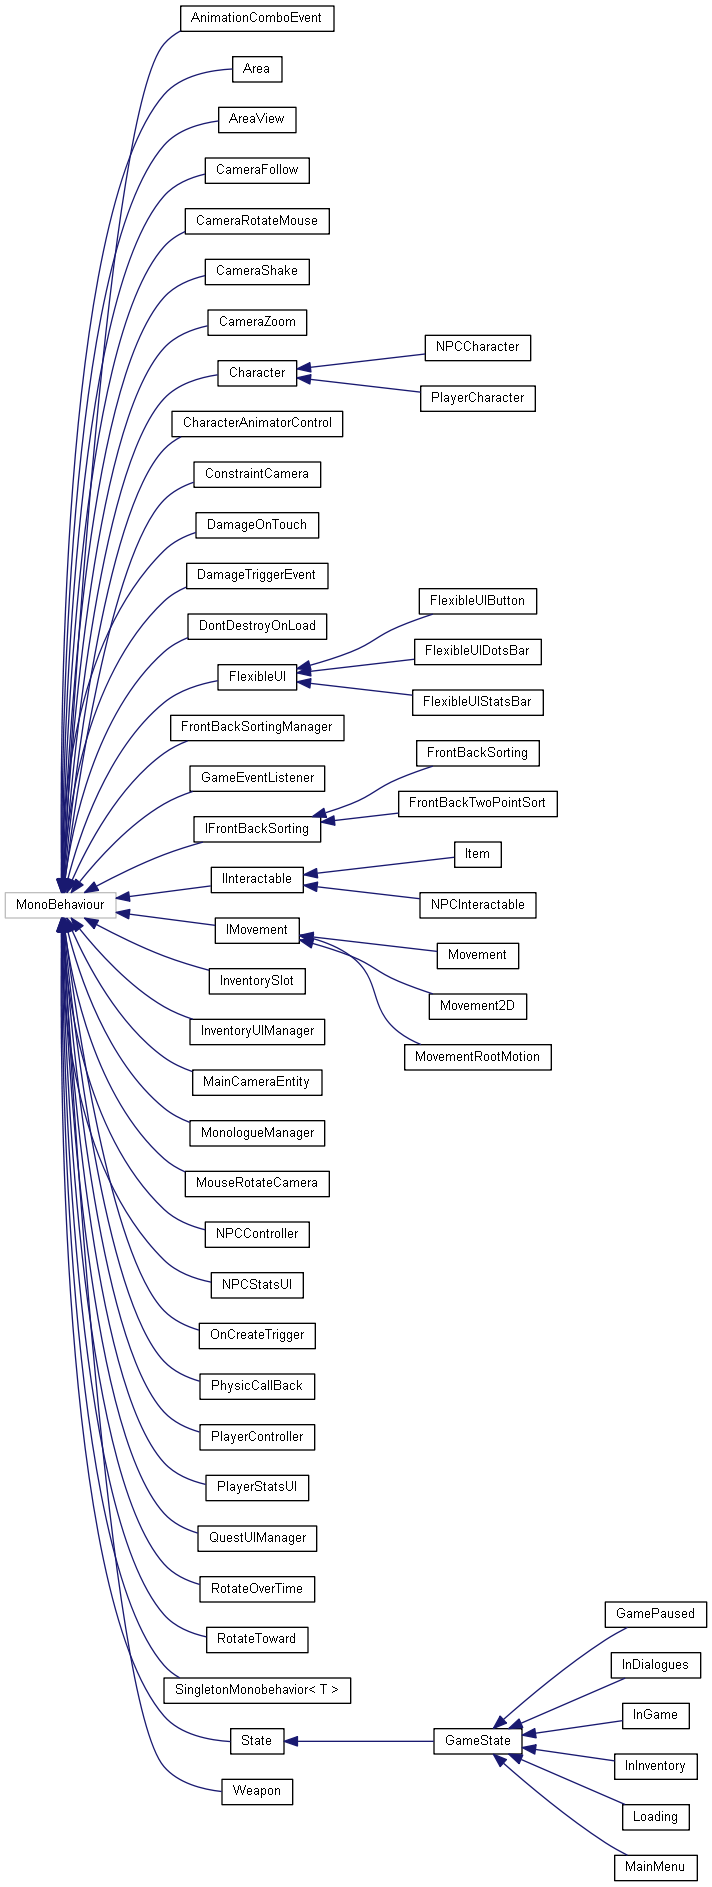 AnimationComboEvent
Area
AreaView
CameraFollow
CameraRotateMouse
CameraShake
CameraZoom
NPCCharacter
Character
PlayerCharacter
CharacterAnimatorControl
ConstraintCamera
DamageOnTouch
DamageTriggerEvent
FlexibleUIButton
DontDestroyOnLoad
FlexibleUIDotsBar
FlexibleUI
FlexibleUIStatsBar
FrontBackSortingManager
FrontBackSorting
GameEventListener
FrontBackTwoPointSort
IFrontBackSorting
Item
IInteractable
MonoBehaviour
NPCInteractable
IMovement
Movement
InventorySlot
Movement2D
InventoryUIManager
MovementRootMotion
MainCameraEntity
MonologueManager
MouseRotateCamera
NPCController
NPCStatsUI
OnCreateTrigger
PhysicCallBack
PlayerController
PlayerStatsUI
QuestUIManager
RotateOverTime
GamePaused
RotateToward
InDialogues
SingletonMonobehavior< T >
InGame
State
GameState
InInventory
Weapon
Loading
MainMenu